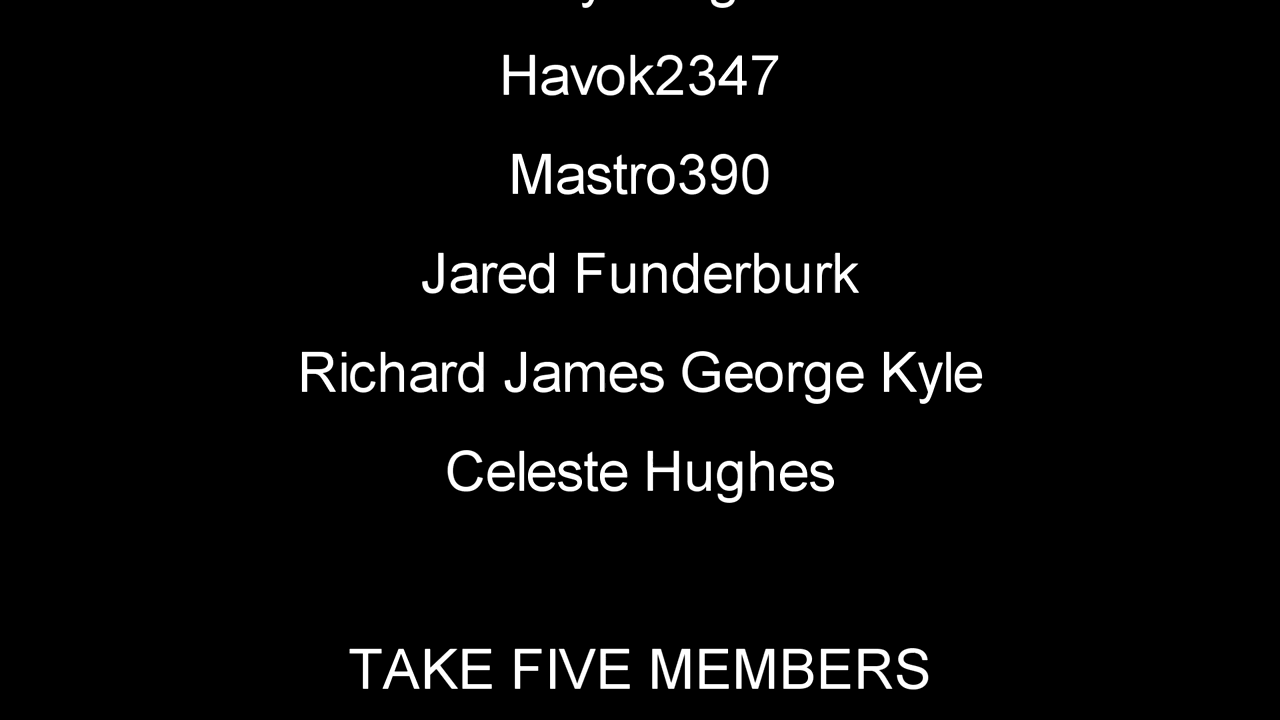 Havok2347
Mastro390
Jared Funderburk
Richard James George Kyle
Celeste Hughes
TAKE FIVE MEMBERS